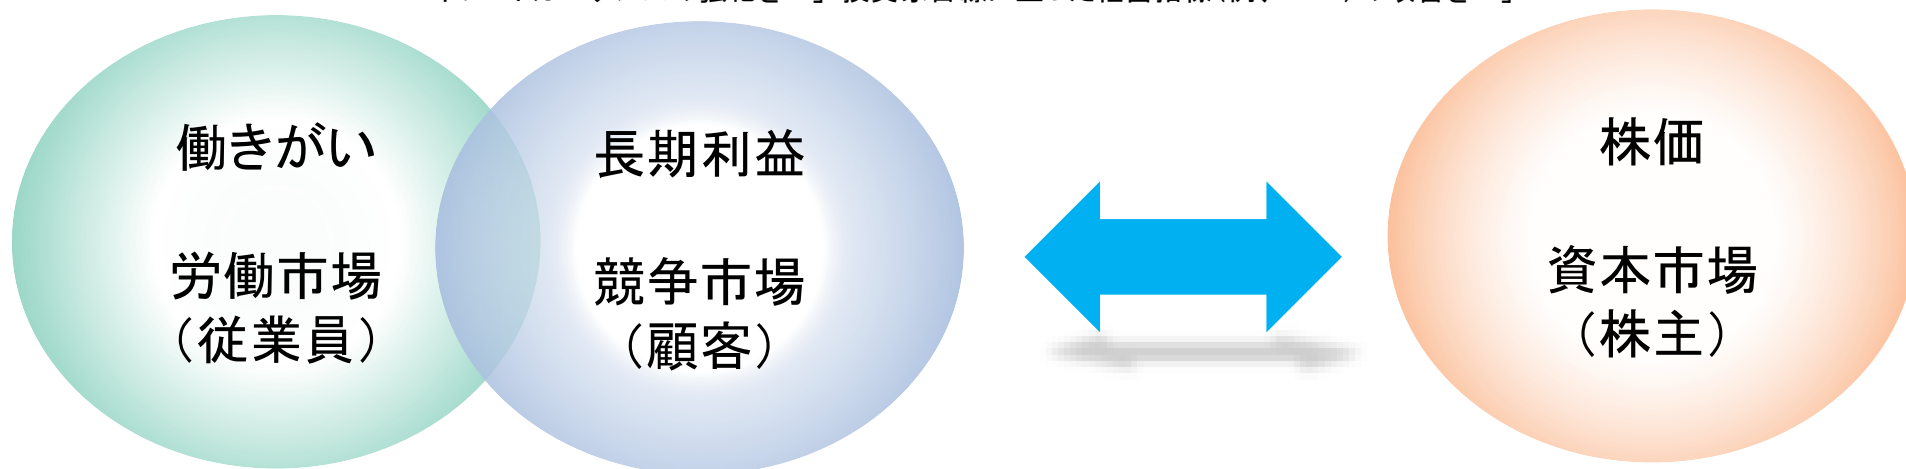 働きがい
労働市場
（従業員）
長期利益
競争市場
（顧客）
株価
資本市場
（株主）